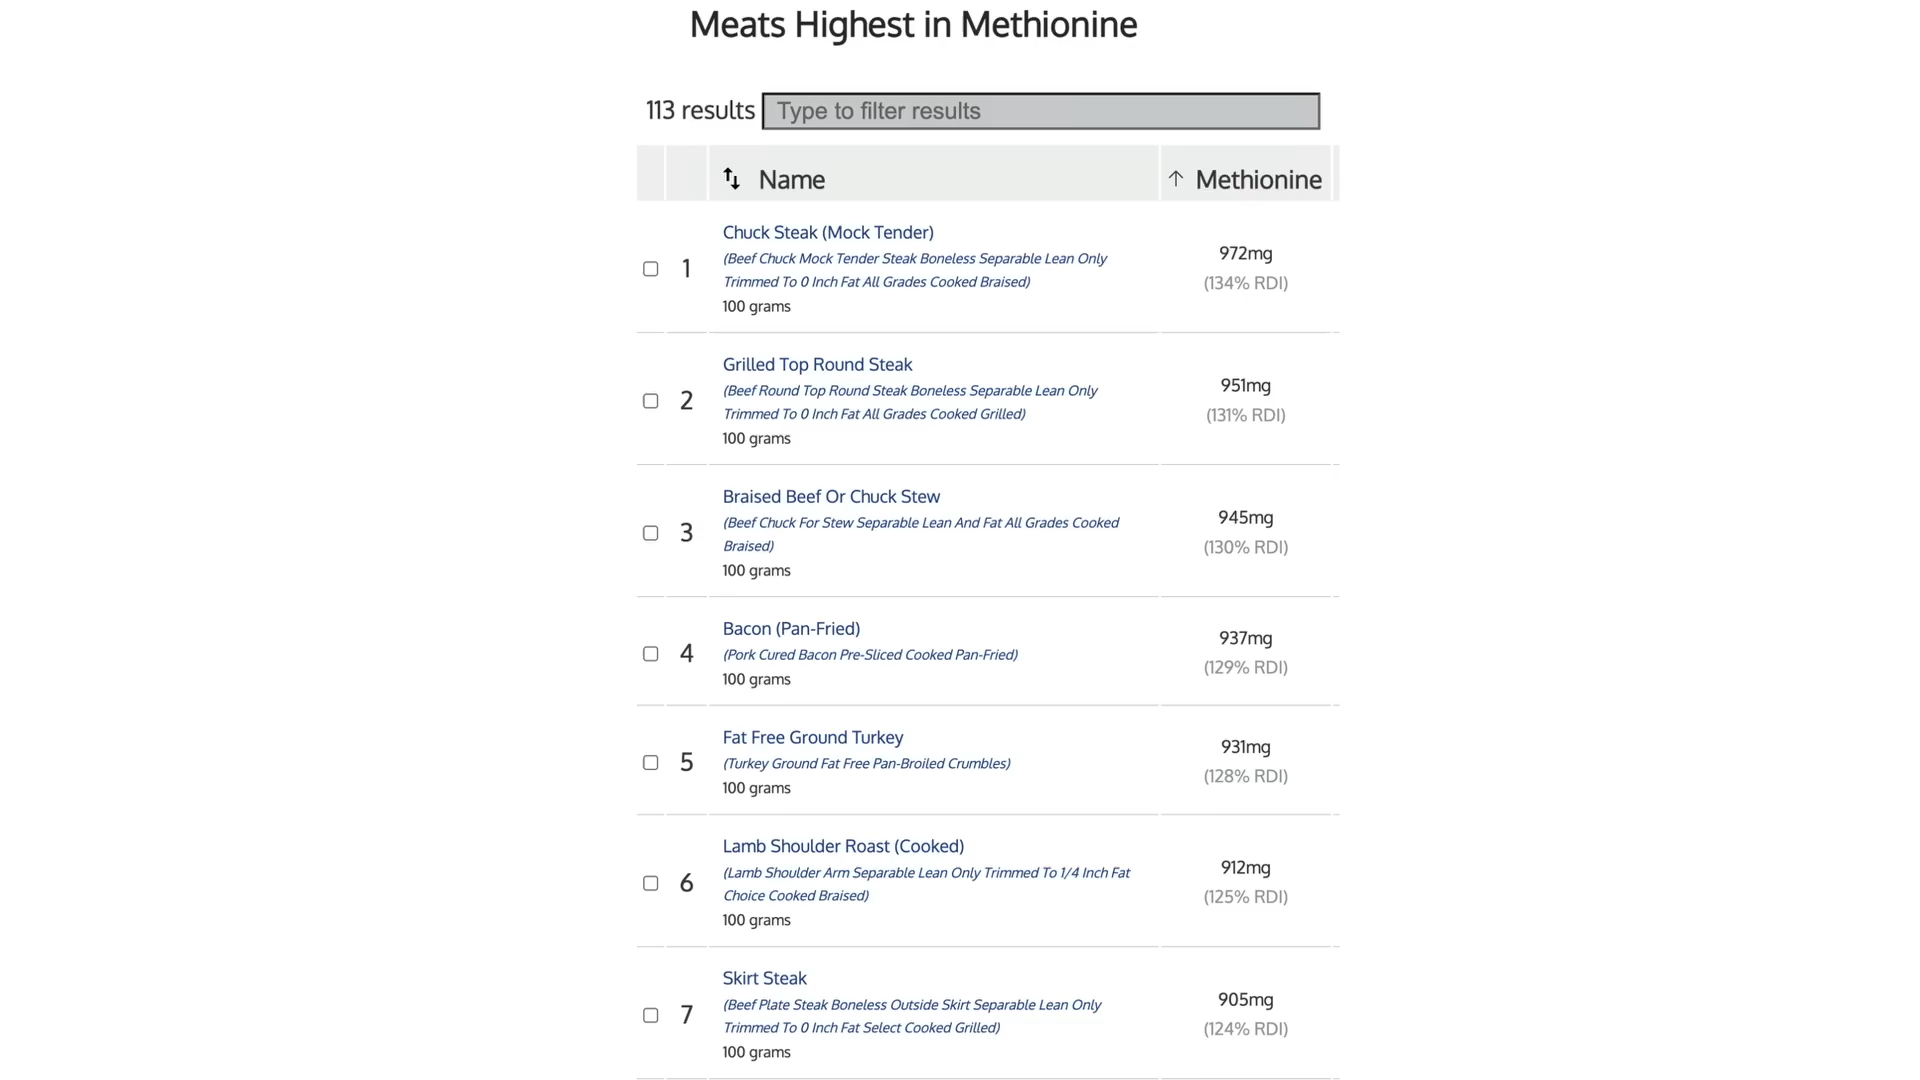 Meats Highest in Methionine
113 results Type to filter results
Name Methionine
1
Chuck Steak (Mock Tender)
(Beef Chuck Mock Tender Steak Boneless Separable Lean Only
Trimmed To 0 Inch Fat All Grades Cooked Braised)
100 grams
972mg
(134% RDI)
2
Grilled Top Round Steak
(Beef Round Top Round Steak Boneless Separable Lean Only
Trimmed To 0 Inch Fat All Grades Cooked Grilled)
100 grams
951mg
(131% RDI)
3
Braised Beef Or Chuck Stew
(Beef Chuck For Stew Separable Lean And Fat All Grades Cooked
Braised)
100 grams
945mg
(130% RDI)
4
Bacon (Pan-Fried)
(Pork Cured Bacon Pre-Sliced Cooked Pan-Fried)
100 grams
937mg
(129% RDI)
5
Fat Free Ground Turkey
(Turkey Ground Fat Free Pan-Broiled Crumbles)
100 grams
931mg
(128% RDI)
6
Lamb Shoulder Roast (Cooked)
(Lamb Shoulder Arm Separable Lean Only Trimmed To 1/4 Inch Fat
Choice Cooked Braised)
100 grams
912mg
(125% RDI)
7
Skirt Steak
(Beef Plate Steak Boneless Outside Skirt Separable Lean Only
Trimmed To 0 Inch Fat Select Cooked Grilled)
100 grams
905mg
(124% RDI)